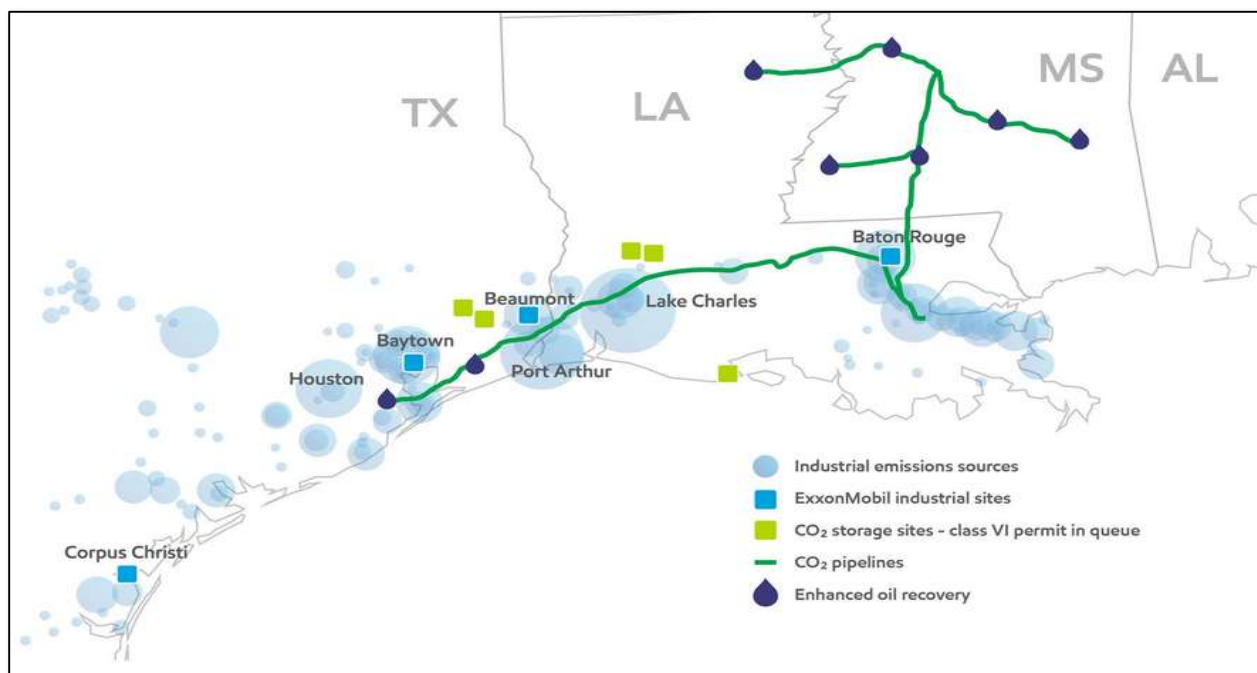 TX
LA
MS
AL
Baton Rouge
Beaumont
Lake Charles
Baytown
Port Arthur
Houston
Corpus Christi
Industrial emissions sources
ExxonMobil industrial sites
CO₂ storage sites - class VI permit in queue
CO₂ pipelines
Enhanced oil recovery